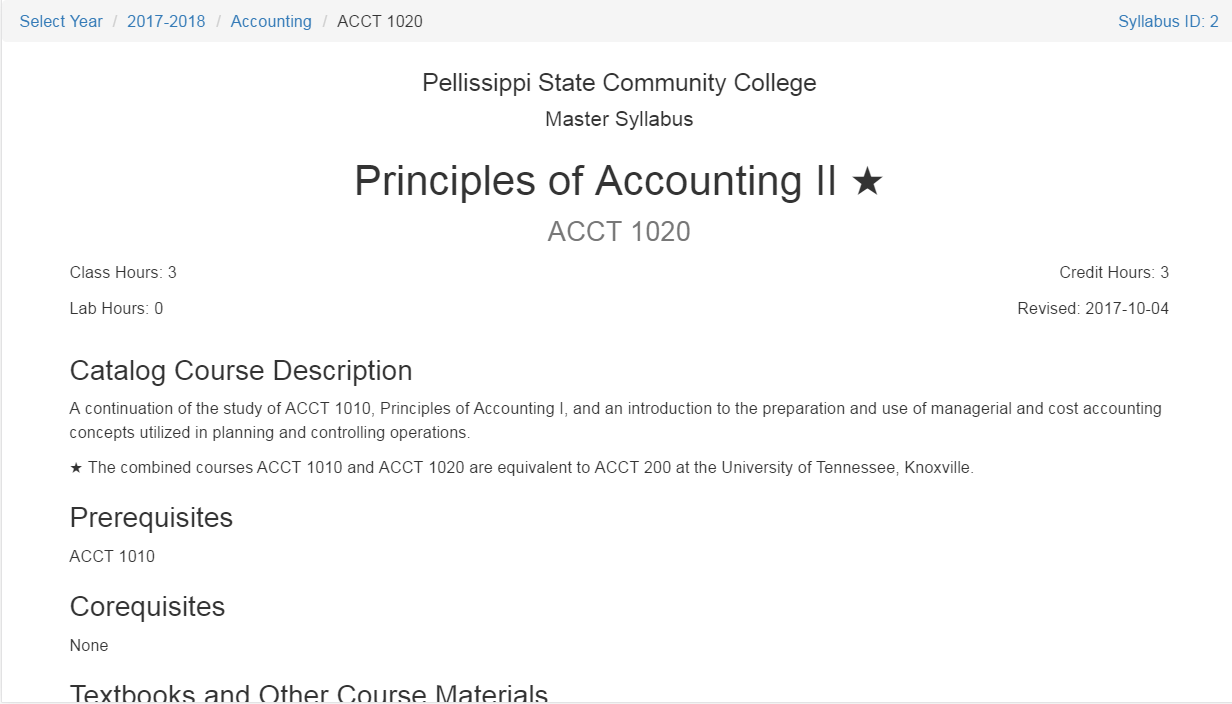 Select Year / 2017-2018 / Accounting / ACCT 1020 Syllabus ID: 2
Pellissippi State Community College
Master Syllabus
Principles of Accounting II ★
ACCT 1020
Class Hours: 3 Credit Hours: 3
Lab Hours: 0 Revised: 2017-10-04
Catalog Course Description
A continuation of the study of ACCT 1010, Principles of Accounting I, and an introduction to the preparation and use of managerial and cost accounting
concepts utilized in planning and controlling operations.
★ The combined courses ACCT 1010 and ACCT 1020 are equivalent to ACCT 200 at the University of Tennessee, Knoxville.
Prerequisites
ACCT 1010
Corequisites
None
Textbooks and Other Course Materials